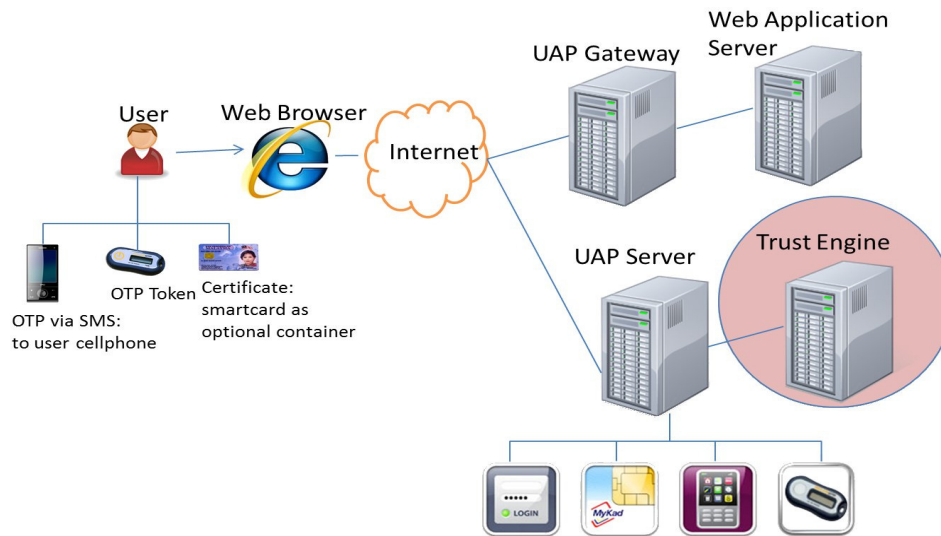 Web Application
Server
UAP Gateway
User
Web Browser
Internet
UAP Server
Trust Engine
OTP via SMS:
to user cellphone
OTP Token
Certificate:
smartcard as
optional container
LOGIN
MyKad